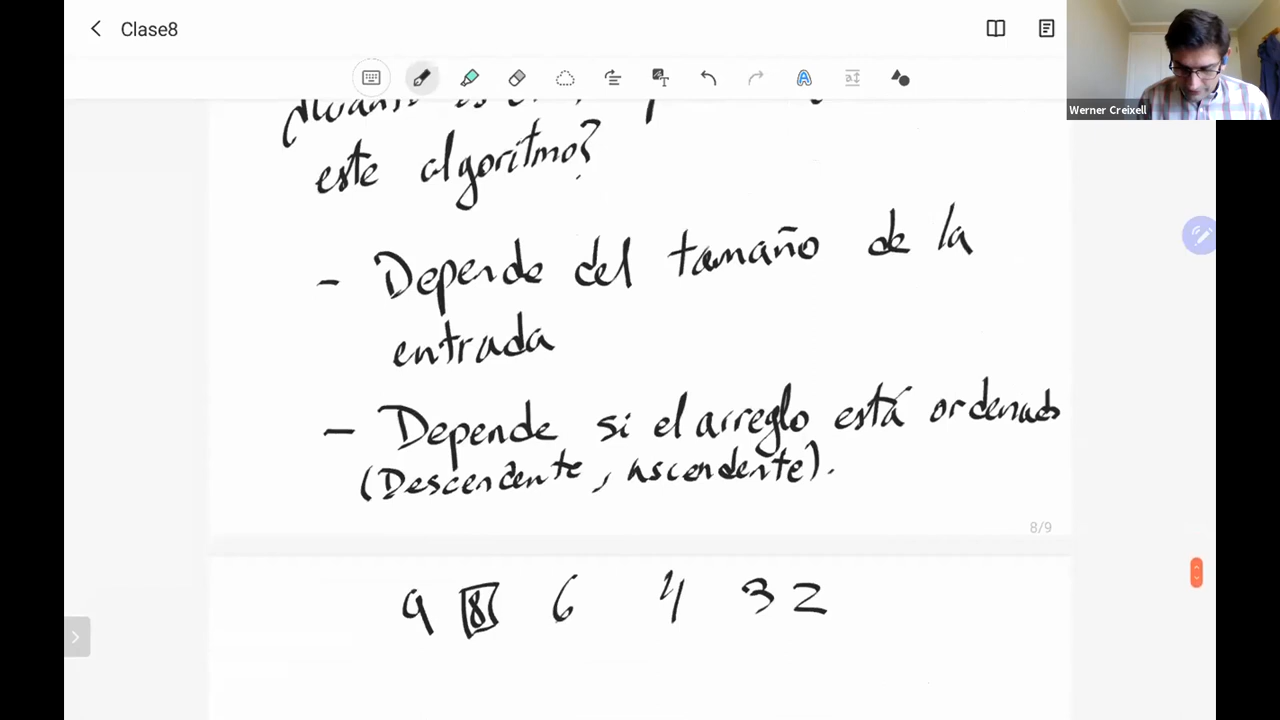 Clase8
Werner Creixell
este algoritmo?
- Depende del tamaño de la
entrada
- Depende si el arreglo está ordenado
(Descendente, ascendente).
8/9
9 8 6 4 3 2